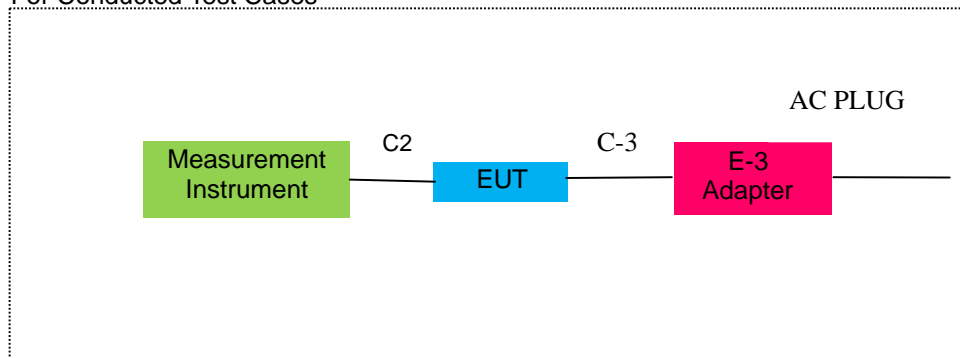 For Conducted Test Cases
AC PLUG
C2
C-3
Measurement
Instrument
EUT
E-3
Adapter